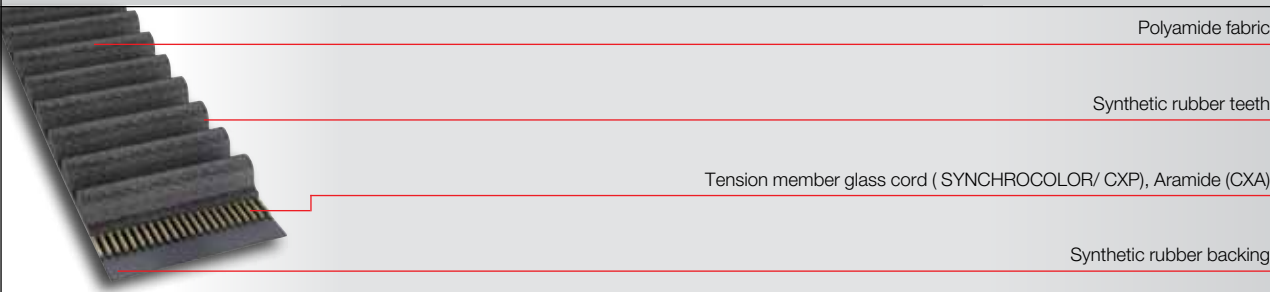 Polyamide fabric
Synthetic rubber teeth
Tension member glass cord ( SYNCHROCOLOR/ CXP), Aramide (CXA)
Synthetic rubber backing